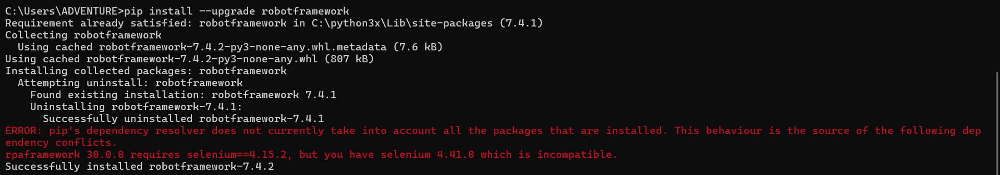 C:\Users\ADVENTURE>pip install --upgrade robotframework
Requirement already satisfied: robotframework in C:\python3x\Lib\site-packages (7.4.1)
Collecting robotframework
  Using cached robotframework-7.4.2-py3-none-any.whl.metadata (7.6 kB)
Using cached robotframework-7.4.2-py3-none-any.whl (807 kB)
Installing collected packages: robotframework
  Attempting uninstall: robotframework
    Found existing installation: robotframework 7.4.1
    Uninstalling robotframework-7.4.1:
      Successfully uninstalled robotframework-7.4.1
ERROR: pip's dependency resolver does not currently take into account all the packages that are installed. This behaviour is the source of the following dep
endency conflicts.
rpaframework 30.0.0 requires selenium==4.15.2, but you have selenium 4.41.0 which is incompatible.
Successfully installed robotframework-7.4.2